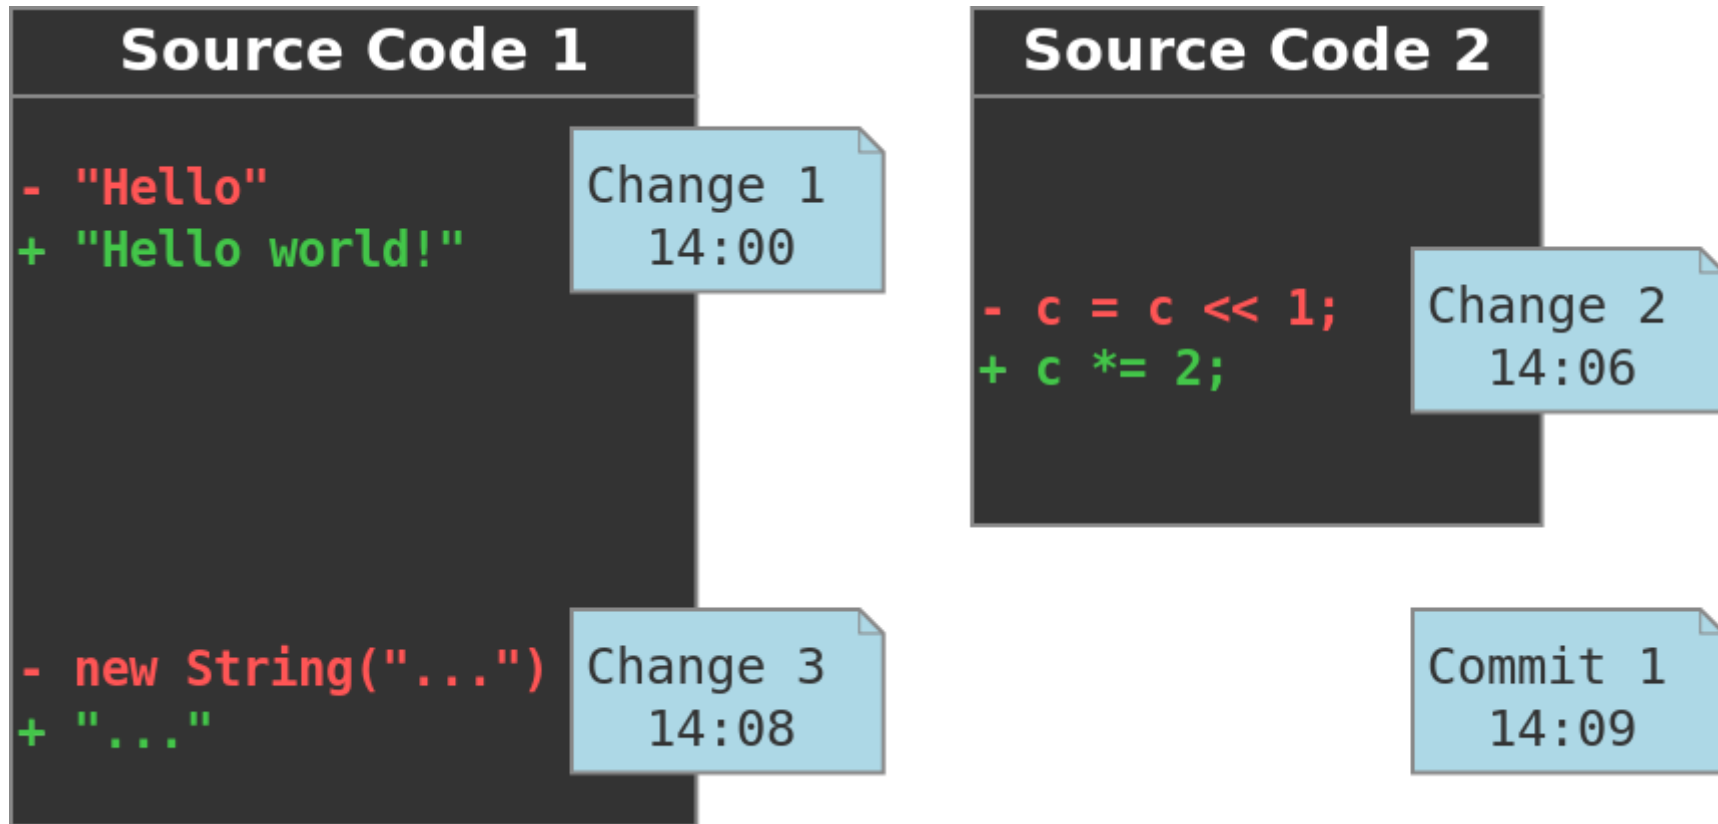 Source Code 1
- "Hello"
+ "Hello world!"
Change 1
14:00
- new String("...")
+ "..."
Change 3
14:08
Source Code 2
- c = c << 1;
+ c *= 2;
Change 2
14:06
Commit 1
14:09